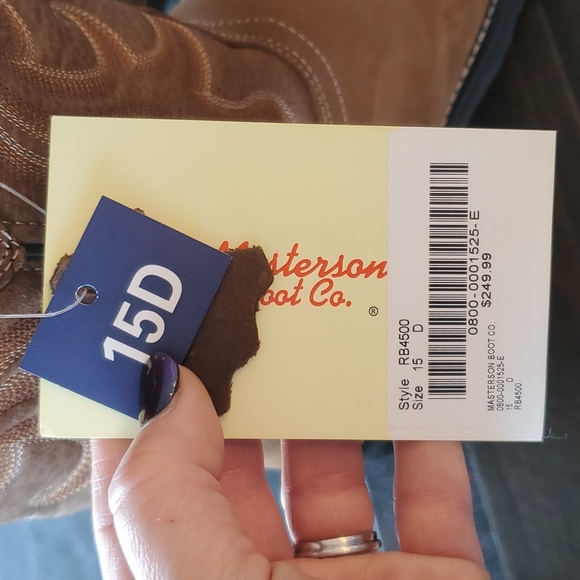 15D
Masterson
Boot Co.
®
Style RB4500
Size 15 D
0800-0001525-E
$249.99
MASTERSON BOOT CO.
0800-0001525-E
15 D
RB4500